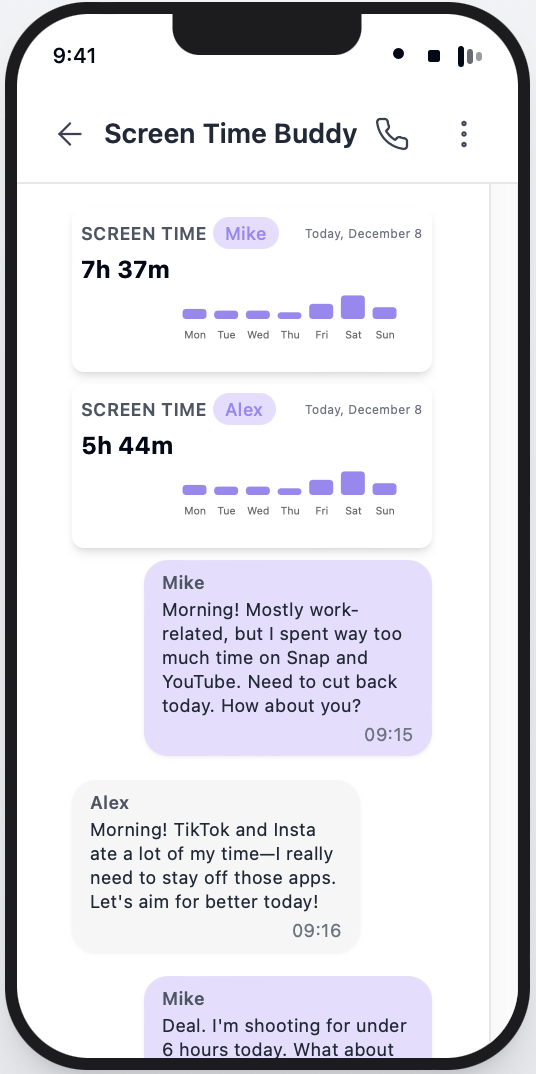 9:41
Screen Time Buddy
SCREEN TIME Mike Today, December 8
7h 37m
Mon Tue Wed Thu Fri Sat Sun
SCREEN TIME Alex Today, December 8
5h 44m
Mon Tue Wed Thu Fri Sat Sun
Mike
Morning! Mostly work-
related, but I spent way too
much time on Snap and
YouTube. Need to cut back
today. How about you?
09:15
Alex
Morning! TikTok and Insta
ate a lot of my time—I really
need to stay off those apps.
Let's aim for better today!
09:16
Mike
Deal. I'm shooting for under
6 hours today. What about